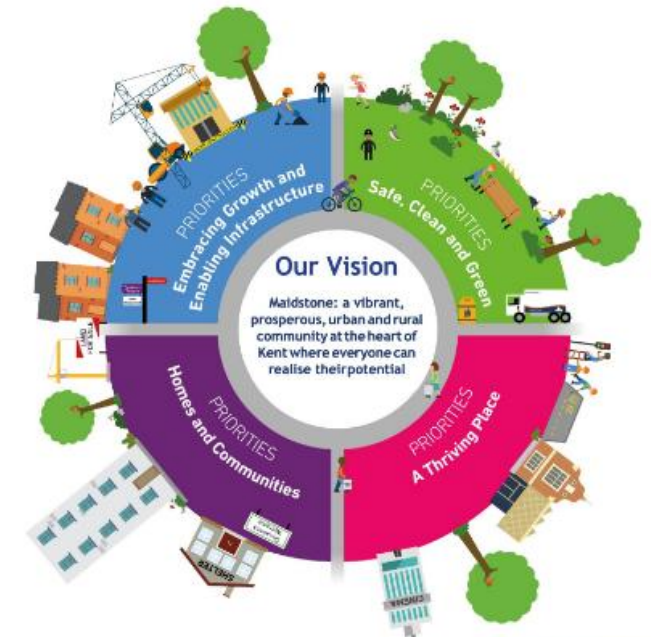 PRIORITIES
Embracing Growth and
Enabling Infrastructure
PRIORITIES
Safe, Clean and Green
Our Vision
Maidstone: a vibrant,
prosperous, urban and rural
community at the heart of
Kent where everyone can
realise their potential
PRIORITIES
Homes and Communities
PRIORITIES
A Thriving Place
SHELTER
CINEMA